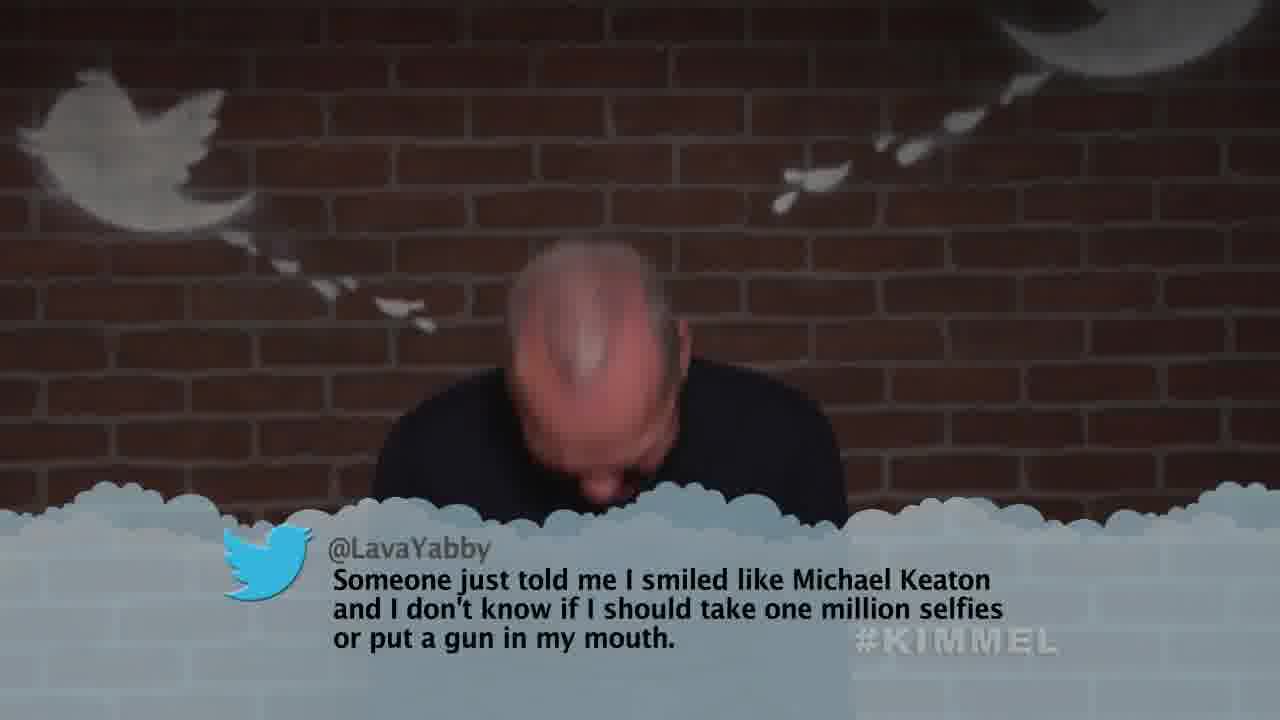 @LavaYabby
Someone just told me I smiled like Michael Keaton
and I don't know if I should take one million selfies
or put a gun in my mouth.
#KIMMEL